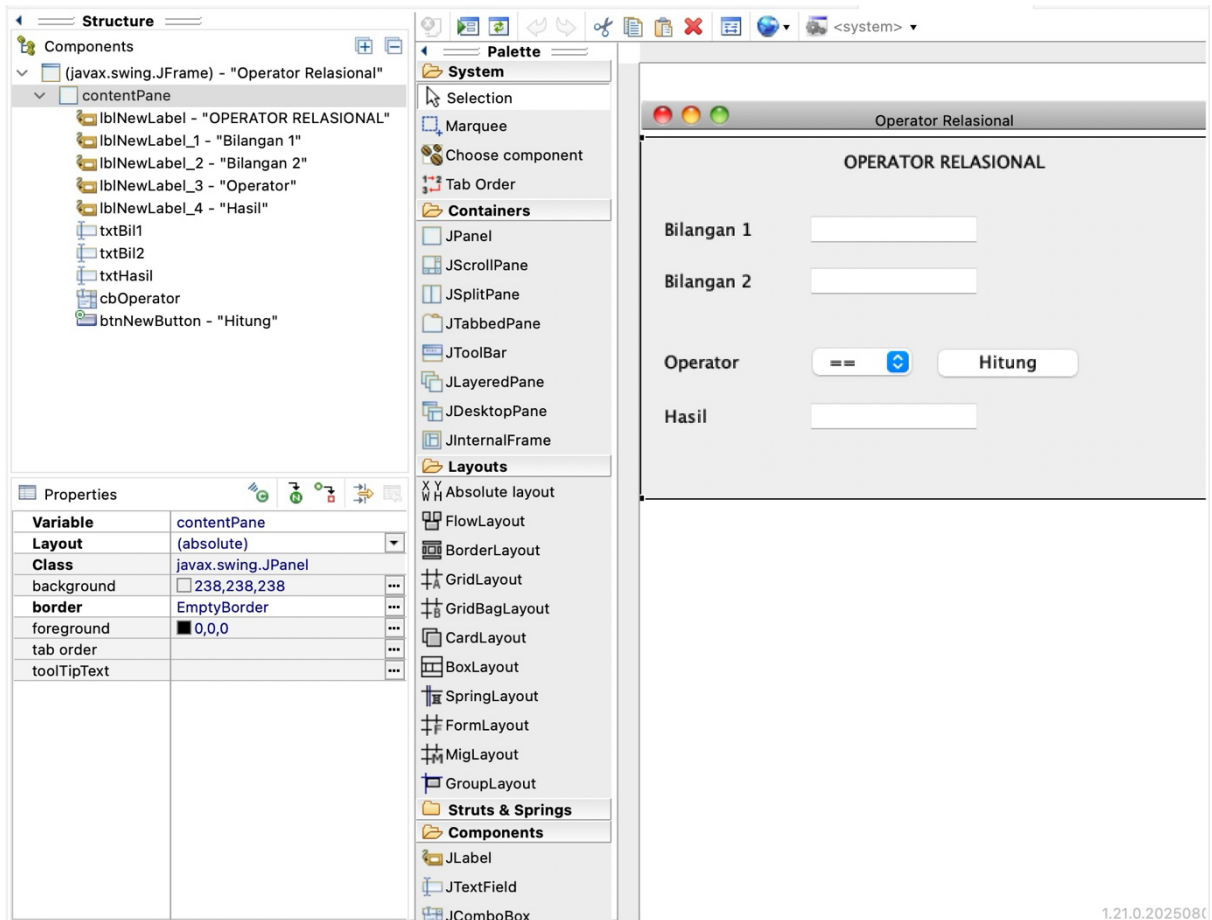 Structure
Components
(javax.swing.JFrame) - "Operator Relasional"
contentPane
lblNewLabel - "OPERATOR RELASIONAL"
lblNewLabel_1 - "Bilangan 1"
lblNewLabel_2 - "Bilangan 2"
lblNewLabel_3 - "Operator"
lblNewLabel_4 - "Hasil"
txtBil1
txtBil2
txtHasil
cbOperator
btnNewButton - "Hitung"
Properties
Variable contentPane
Layout (absolute)
Class javax.swing.JPanel
background 238,238,238
border EmptyBorder
foreground 0,0,0
tab order
toolTipText
Palette
System
Selection
Marquee
Choose component
Tab Order
Containers
JPanel
JScrollPane
JSplitPane
JTabbedPane
JToolBar
JLayeredPane
JDesktopPane
JInternalFrame
Layouts
Absolute layout
FlowLayout
BorderLayout
GridLayout
GridBagLayout
CardLayout
BoxLayout
SpringLayout
FormLayout
MigLayout
GroupLayout
Struts & Springs
Components
JLabel
JTextField
JComboBox
<system>
Operator Relasional
OPERATOR RELASIONAL
Bilangan 1
Bilangan 2
Operator == Hitung
Hasil